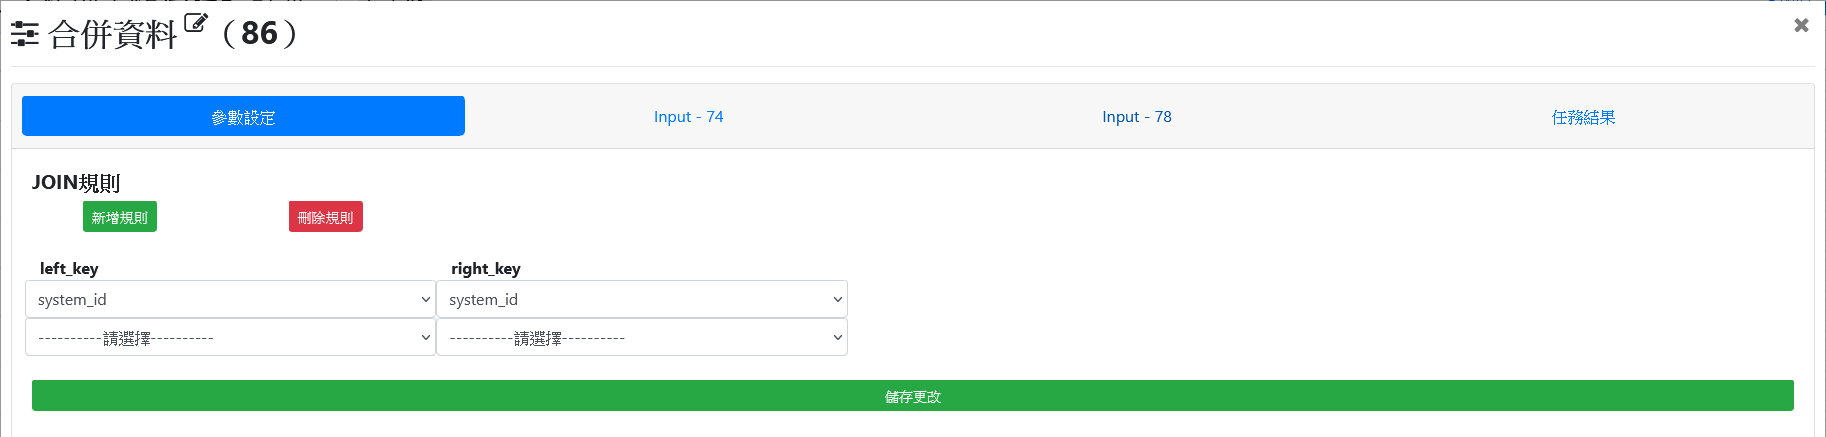 合併資料（86）
參數設定
Input - 74
Input - 78
任務結果
JOIN規則
新增規則
刪除規則
left_key
right_key
system_id
system_id
----------請選擇----------
----------請選擇----------
儲存更改